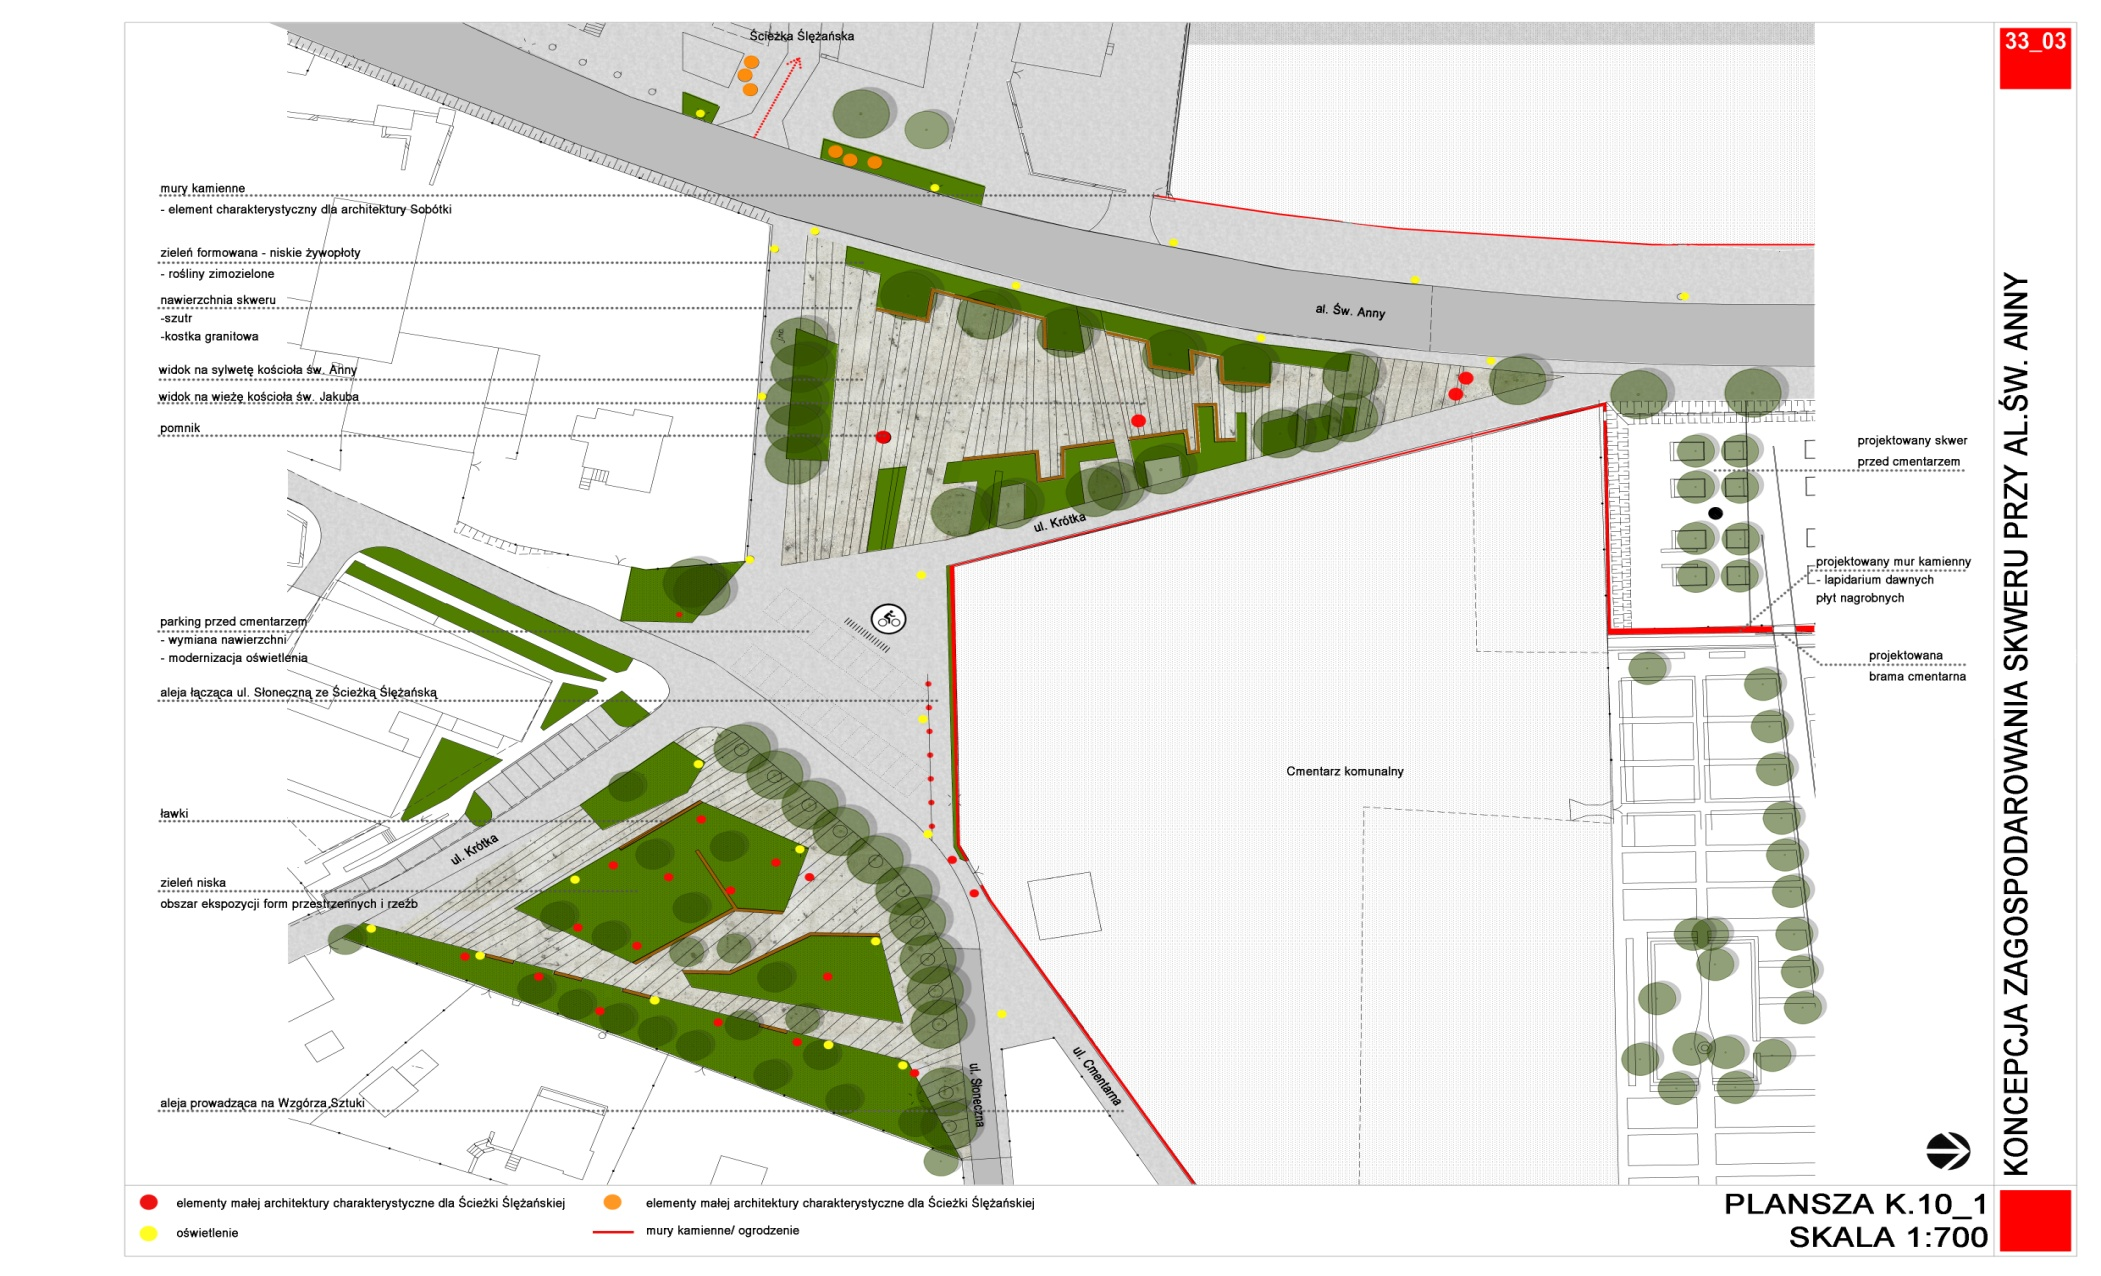 Ścieżka Ślężańska
33_03
mury kamienne
- element charakterystyczny dla architektury Sobótki
zieleń formowana - niskie żywopłoty
- rośliny zimozielone
nawierzchnia skweru
-szutr
-kostka granitowa
widok na sylwetę kościoła św. Anny
widok na wieżę kościoła św. Jakuba
pomnik
al. Św. Anny
ul. Krótka
projektowany skwer
przed cmentarzem
projektowany mur kamienny
- lapidarium dawnych
płyt nagrobnych
projektowana
brama cmentarna
parking przed cmentarzem
- wymiana nawierzchni
- modernizacja oświetlenia
aleja łącząca ul. Słoneczną ze Ścieżką Ślężańską
Cmentarz komunalny
ławki
ul. Krótka
zieleń niska
obszar ekspozycji form przestrzennych i rzeźb
aleja prowadząca na Wzgórza Sztuki
ul. Słoneczna
ul. Cmentarna
KONCEPCJA ZAGOSPODAROWANIA SKWERU PRZY AL.ŚW. ANNY
elementy małej architektury charakterystyczne dla Ścieżki Ślężańskiej
elementy małej architektury charakterystyczne dla Ścieżki Ślężańskiej
oświetlenie
mury kamienne/ ogrodzenie
PLANSZA K.10_1
SKALA 1:700